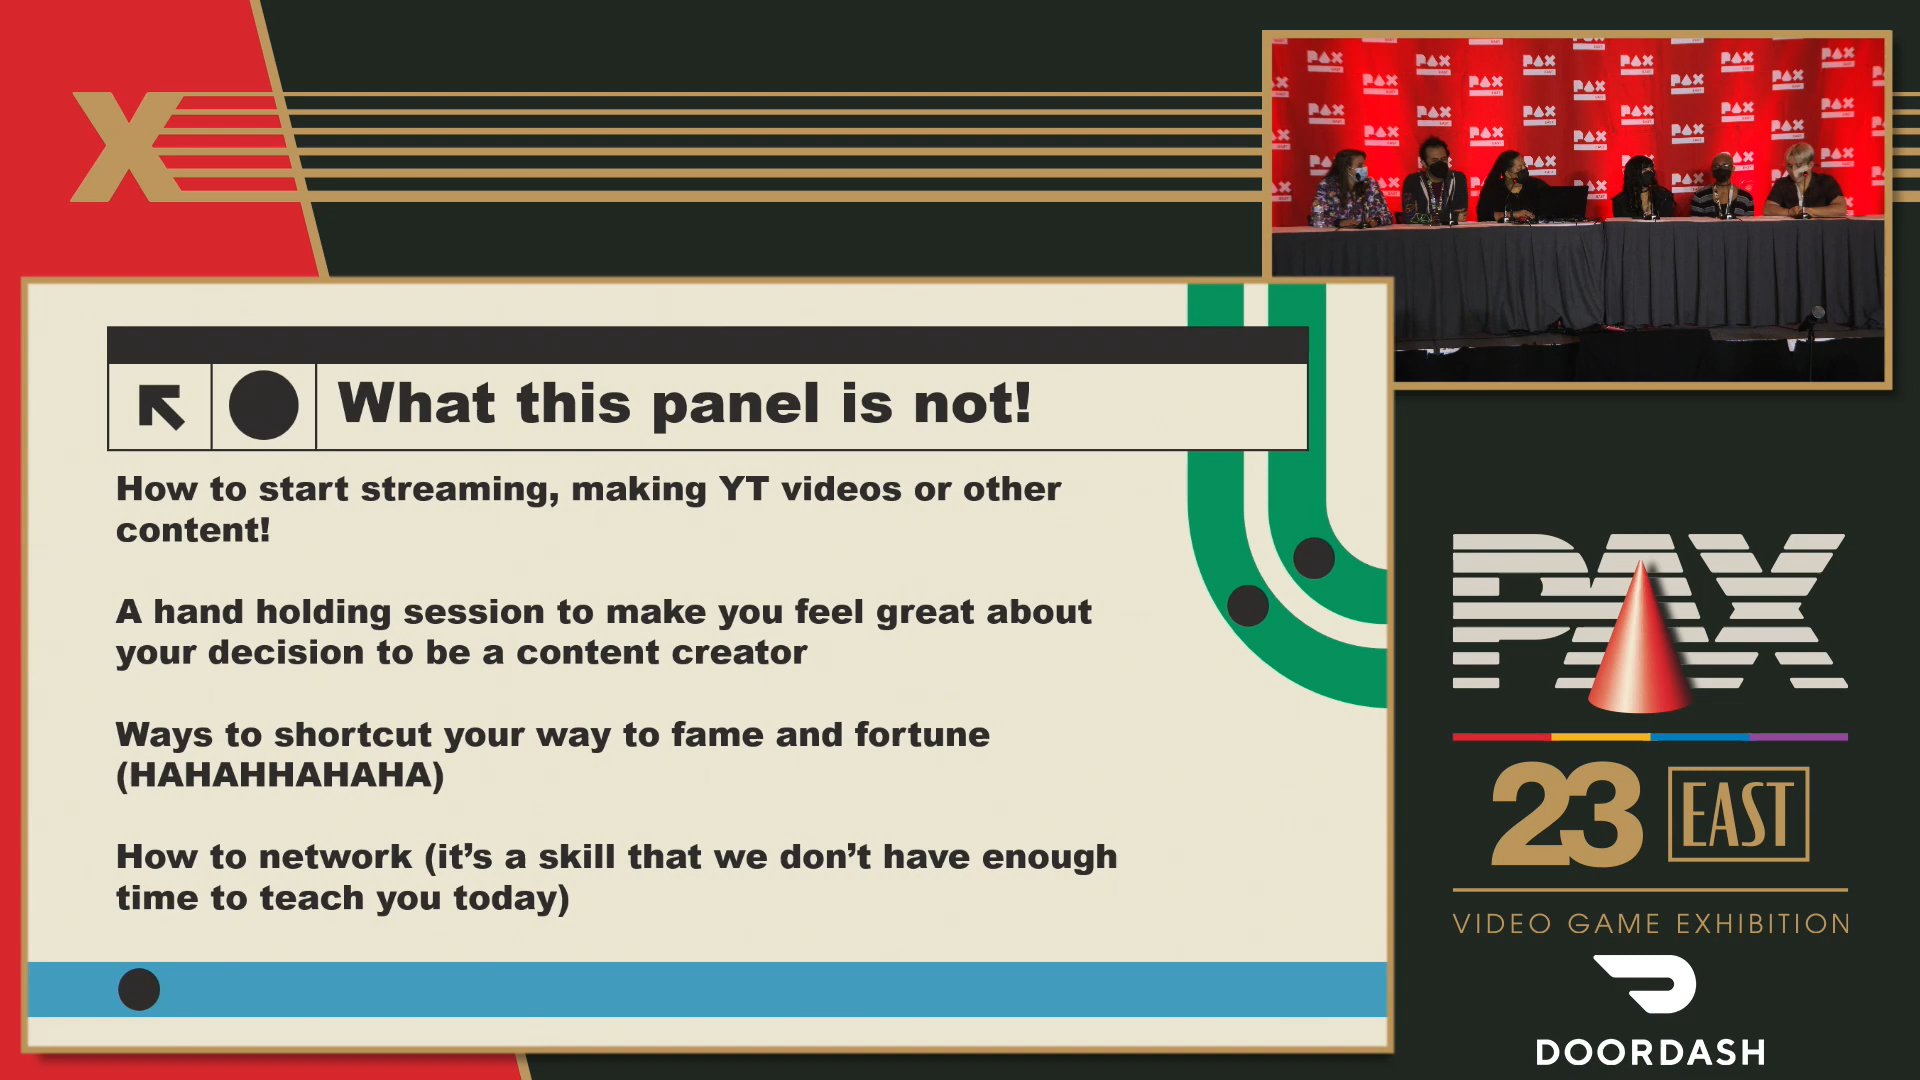 What this panel is not!
How to start streaming, making YT videos or other
content!
A hand holding session to make you feel great about
your decision to be a content creator
Ways to shortcut your way to fame and fortune
(HAHAHHAHAHA)
How to network (it’s a skill that we don’t have enough
time to teach you today)
X
PAX
23 EAST
VIDEO GAME EXHIBITION
DOORDASH